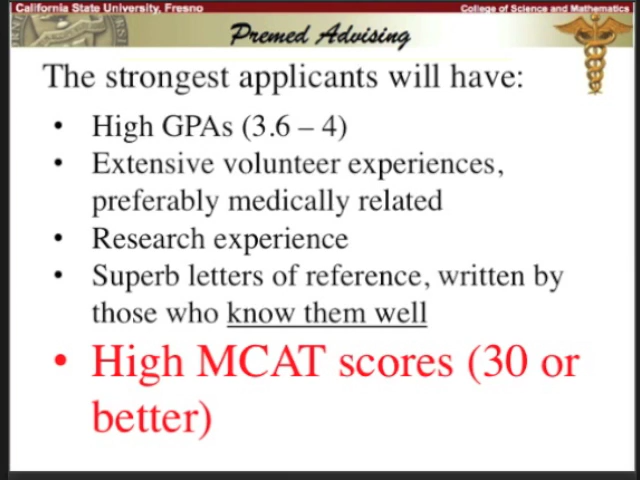 California State University, Fresno
College of Science and Mathematics
Premed Advising
The strongest applicants will have:
• High GPAs (3.6 – 4)
• Extensive volunteer experiences,
preferably medically related
• Research experience
• Superb letters of reference, written by
those who know them well
• High MCAT scores (30 or
better)